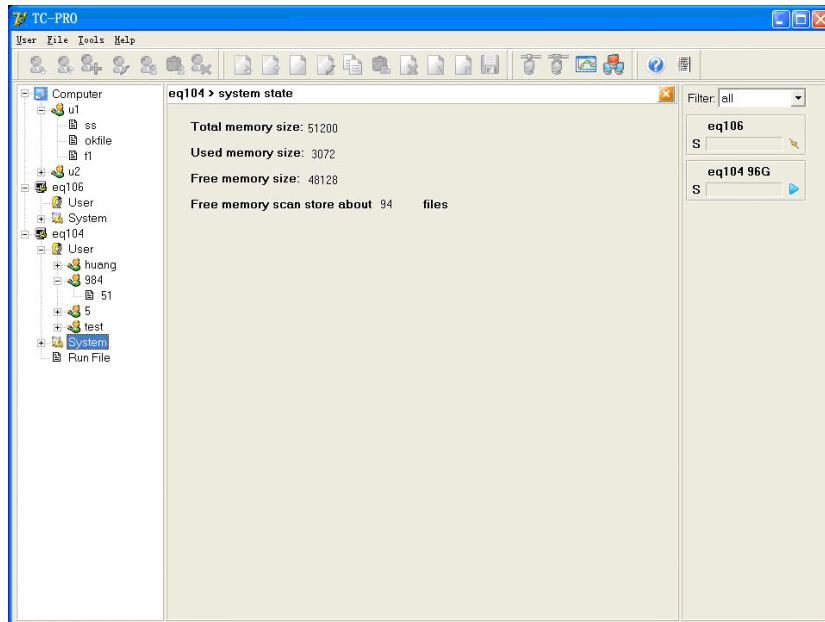 TC-PRO
User File Tools Help
Computer
u1
ss
okfile
f1
u2
eq106
User
System
eq104
User
huang
984
51
5
test
System
Run File
eq104 > system state
Total memory size: 51200
Used memory size: 3072
Free memory size: 48128
Free memory scan store about 94 files
Filter: all
eq106
S
eq104 96G
S